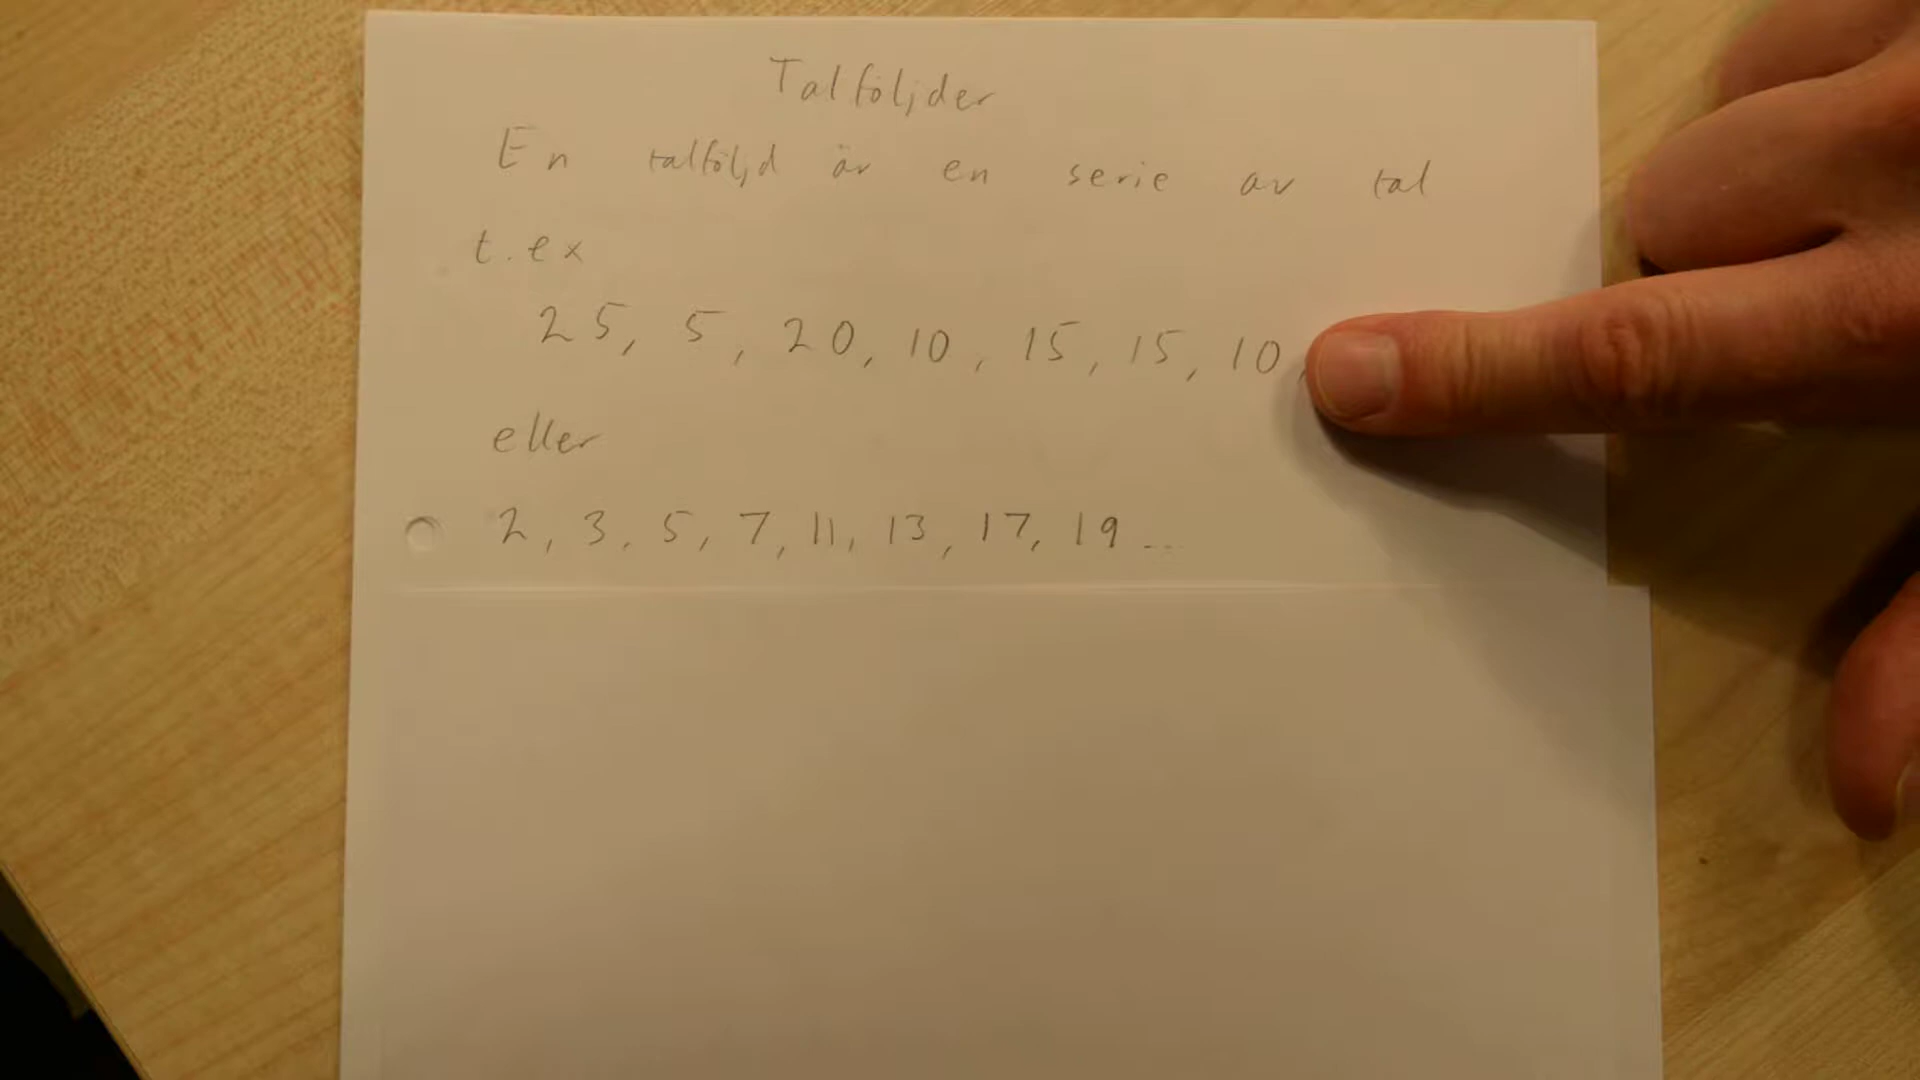 Talföljder
En talföljd är en serie av tal
t.ex
25, 5, 20, 10, 15, 15, 10,
eller
2, 3, 5, 7, 11, 13, 17, 19...